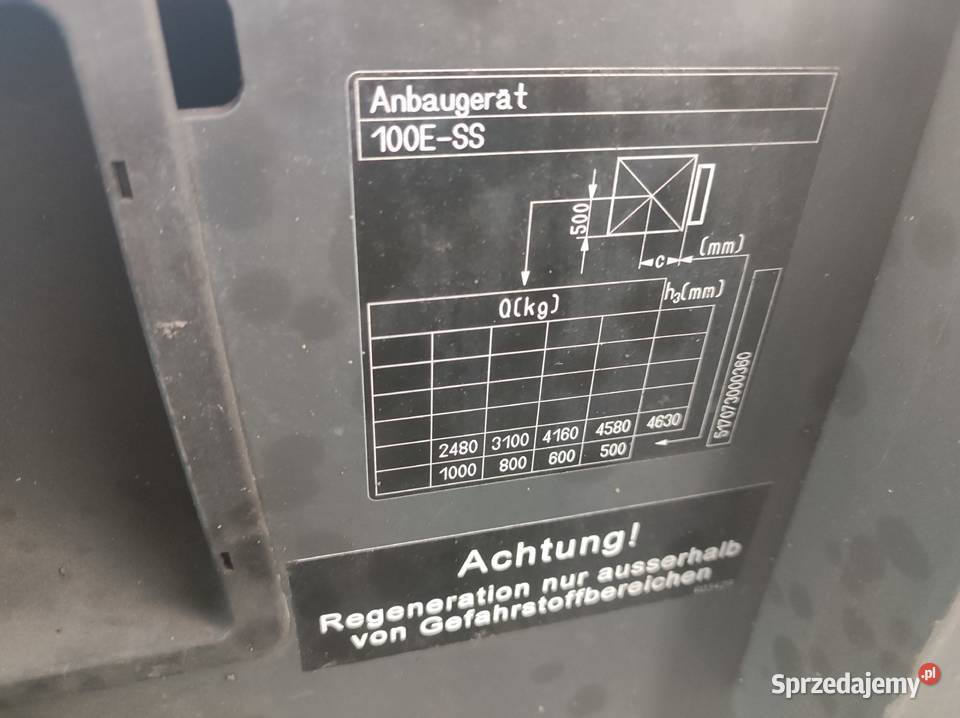 Anbaugerät
100E-SS
500
c
(mm)
Q(kg)
h3(mm)
2480 3100 4160 4580 4630
1000 800 600 500
517073000360
Achtung!
Regeneration nur ausserhalb
von Gefahrstoffbereichen
Sprzedajemy.pl